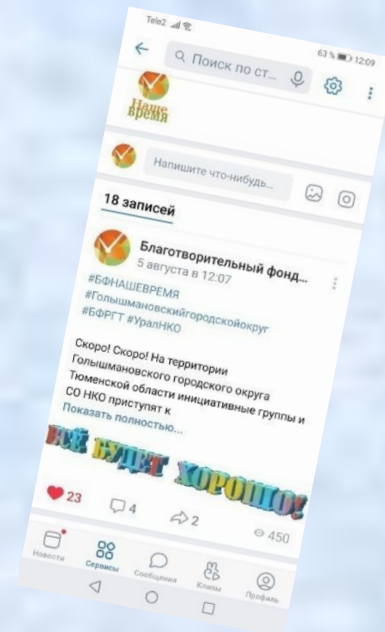 Tele2
63 % 12:09
Поиск по ст...
Наше
время
Напишите что-нибудь...
18 записей
Благотворительный фонд...
5 августа в 12:07
#БФНАШЕВРЕМЯ
#Голышмановскийгородскойокруг
#БФРГТ #УралНКО
Скоро! Скоро! На территории
Голышмановского городского округа
Тюменской области инициативные группы и
СО НКО приступят к
Показать полностью...
ВСЁ БУДЕТ ХОРОШО!
23
4
2
450
Новости
Сервисы
Сообщения
Клипы
Профиль